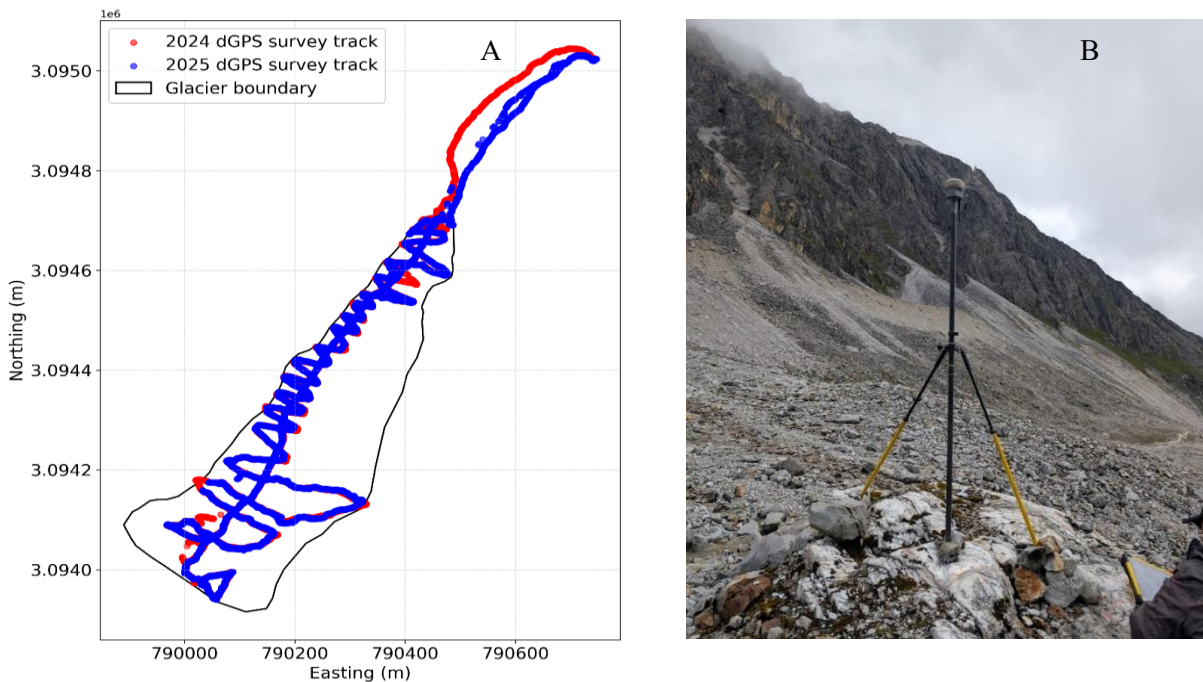 1e6
2024 dGPS survey track
2025 dGPS survey track
Glacier boundary
A
B
3.0950
3.0948
3.0946
3.0944
3.0942
3.0940
Northing (m)
790000
790200
790400
790600
Easting (m)